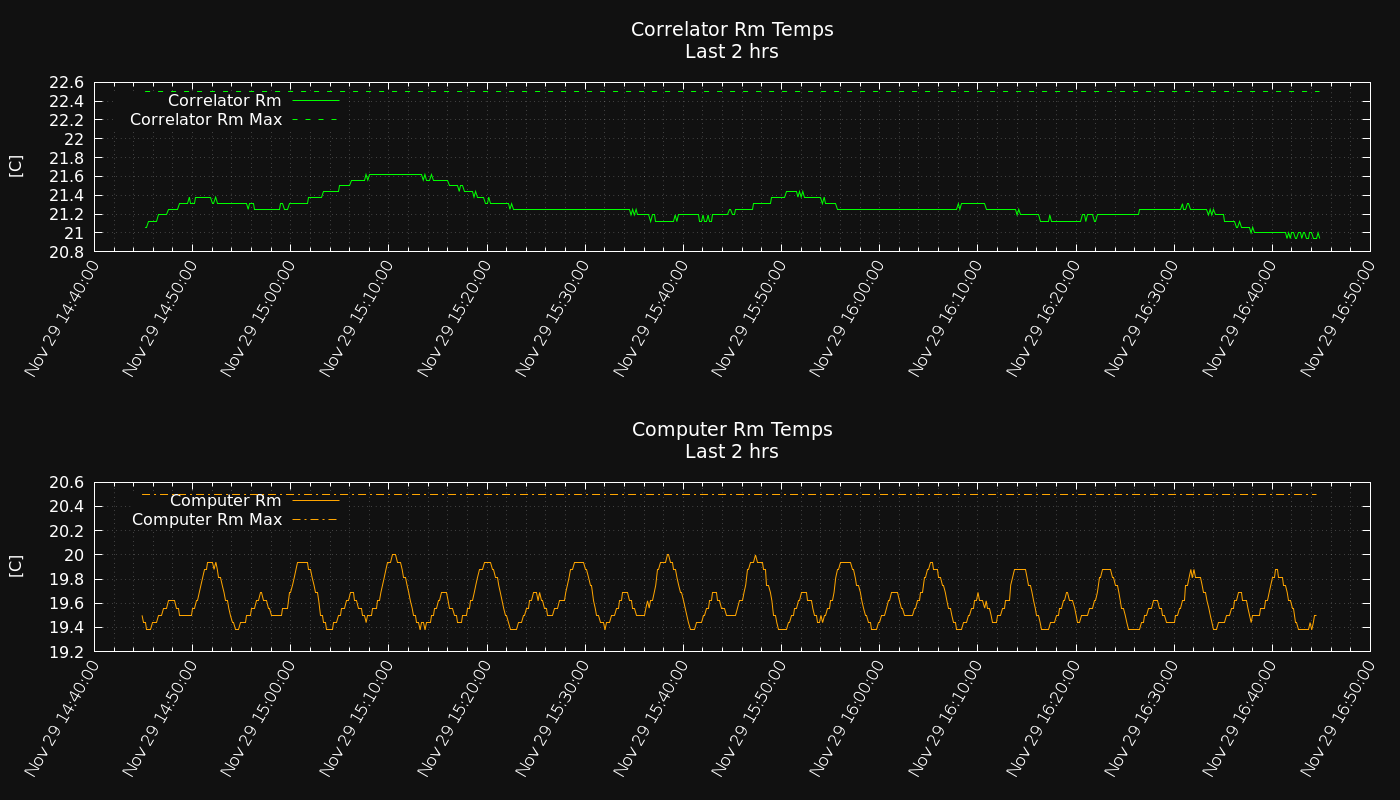 Correlator Rm Temps
Last 2 hrs
22.6
22.4
22.2
22
21.8
21.6
21.4
21.2
21
20.8
[C]
Correlator Rm
Correlator Rm Max
Nov 29 14:40:00
Nov 29 14:50:00
Nov 29 15:00:00
Nov 29 15:10:00
Nov 29 15:20:00
Nov 29 15:30:00
Nov 29 15:40:00
Nov 29 15:50:00
Nov 29 16:00:00
Nov 29 16:10:00
Nov 29 16:20:00
Nov 29 16:30:00
Nov 29 16:40:00
Nov 29 16:50:00
Computer Rm Temps
Last 2 hrs
20.6
20.4
20.2
20
19.8
19.6
19.4
19.2
[C]
Computer Rm
Computer Rm Max
Nov 29 14:40:00
Nov 29 14:50:00
Nov 29 15:00:00
Nov 29 15:10:00
Nov 29 15:20:00
Nov 29 15:30:00
Nov 29 15:40:00
Nov 29 15:50:00
Nov 29 16:00:00
Nov 29 16:10:00
Nov 29 16:20:00
Nov 29 16:30:00
Nov 29 16:40:00
Nov 29 16:50:00